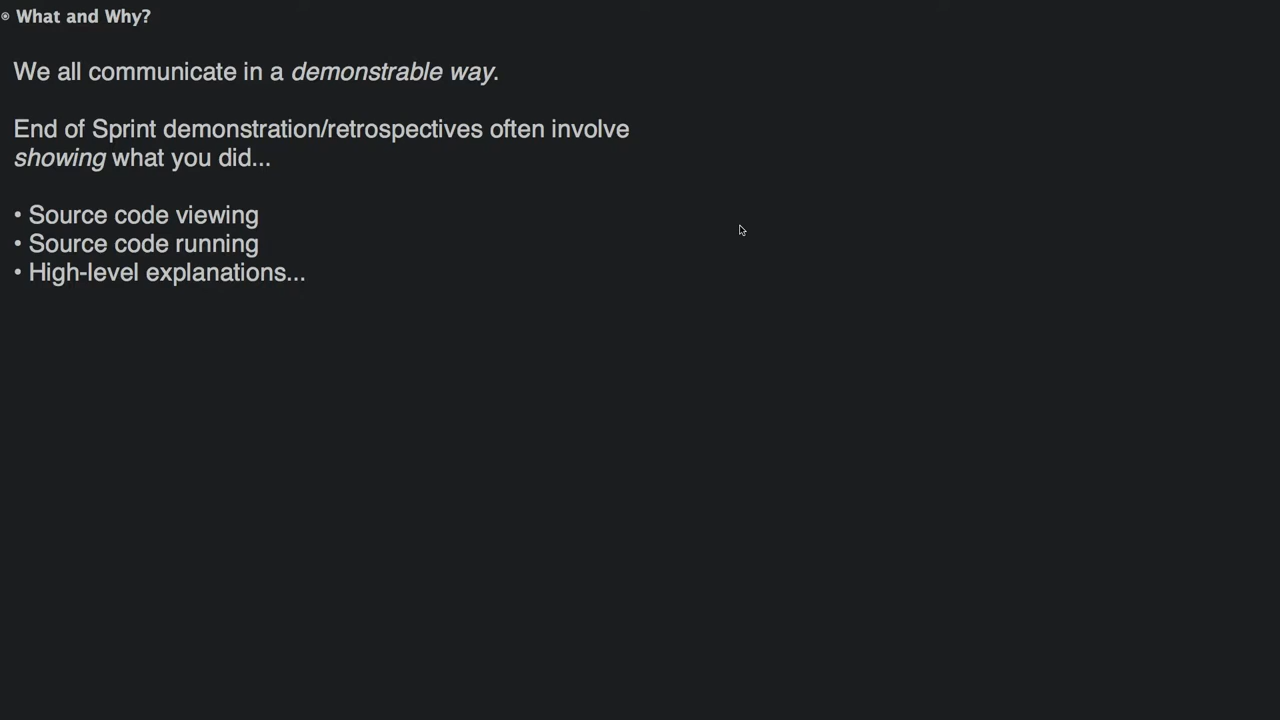 What and Why?
We all communicate in a demonstrable way.
End of Sprint demonstration/retrospectives often involve
showing what you did...
• Source code viewing
• Source code running
• High-level explanations...